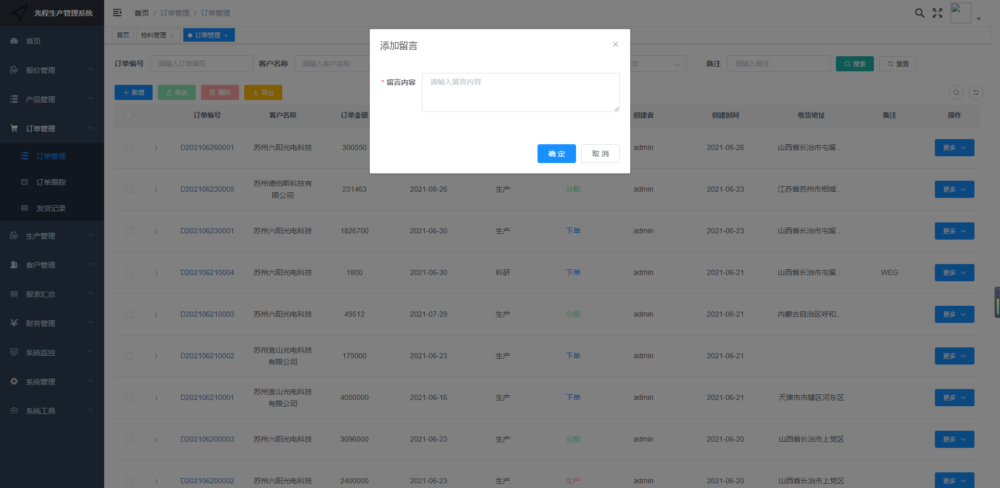 光程生产管理系统
首页 / 订单管理 / 订单管理
首页
物料管理 ×
订单管理 ×
首页
报价管理
产品管理
订单管理
订单管理
订单跟踪
发货记录
生产管理
客户管理
报表汇总
财务管理
系统监控
系统管理
系统工具
订单编号 请输入订单编号 客户名称 请输入客户名称 态 备注 请输入备注 搜索 重置
新增 修改 删除 导出
添加留言
* 留言内容 请输入留言内容
确 定 取 消
订单编号 客户名称 订单金额 创建者 创建时间 收货地址 备注 操作
D202106260001 苏州六阳光电科技 300550 admin 2021-06-26 山西省长治市屯留... 更多
D202106230005 苏州德伯斯科技有限公司 231463 2021-08-26 生产 分配 admin 2021-06-23 江苏省苏州市相城... 更多
D202106230001 苏州六阳光电科技 1826700 2021-06-30 生产 下单 admin 2021-06-23 山西省长治市屯留... 更多
D202106210004 苏州六阳光电科技 1800 2021-06-30 科研 下单 admin 2021-06-21 山西省长治市屯留... WEG 更多
D202106210003 苏州六阳光电科技 49512 2021-07-29 生产 分配 admin 2021-06-21 内蒙古自治区呼和... 更多
D202106210002 苏州宜山光电科技有限公司 175000 2021-06-23 生产 下单 admin 2021-06-21 更多
D202106210001 苏州宜山光电科技有限公司 4050000 2021-06-16 生产 下单 admin 2021-06-21 天津市市辖区河东区 更多
D202106200003 苏州六阳光电科技 3096000 2021-06-23 生产 分配 admin 2021-06-20 山西省长治市上党区 更多
D202106200002 苏州六阳光电科技 2400000 2021-06-23 生产 生产 admin 2021-06-20 山西省长治市上党区 更多